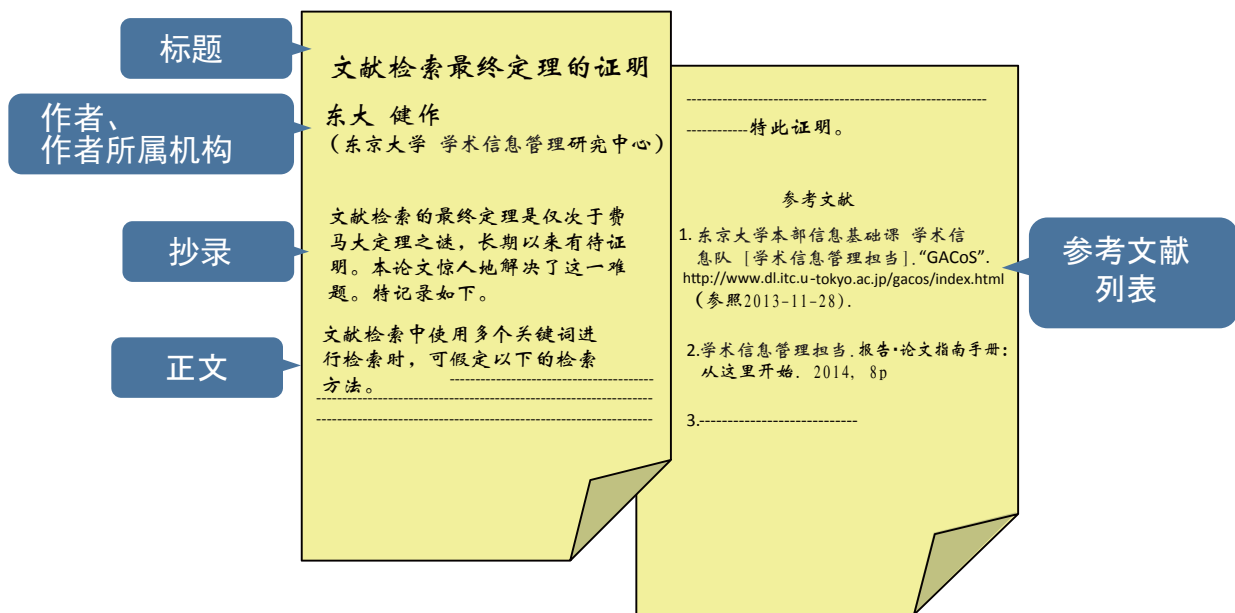 标题
文献检索最终定理的证明
作者、
作者所属机构
东大 健作
（东京大学 学术信息管理研究中心）
抄录
文献检索的最终定理是仅次于费
马大定理之谜，长期以来有待证
明。本论文惊人地解决了这一难
题。特记录如下。
正文
文献检索中使用多个关键词进
行检索时，可假定以下的检索
方法。
特此证明。
参考文献
1. 东京大学本部信息基础课 学术信
息队 [学术信息管理担当]. “GACoS”.
http://www.dl.itc.u-tokyo.ac.jp/gacos/index.html
（参照2013-11-28）.
2.学术信息管理担当.报告・论文指南手册：
从这里开始. 2014, 8p
3.
参考文献
列表